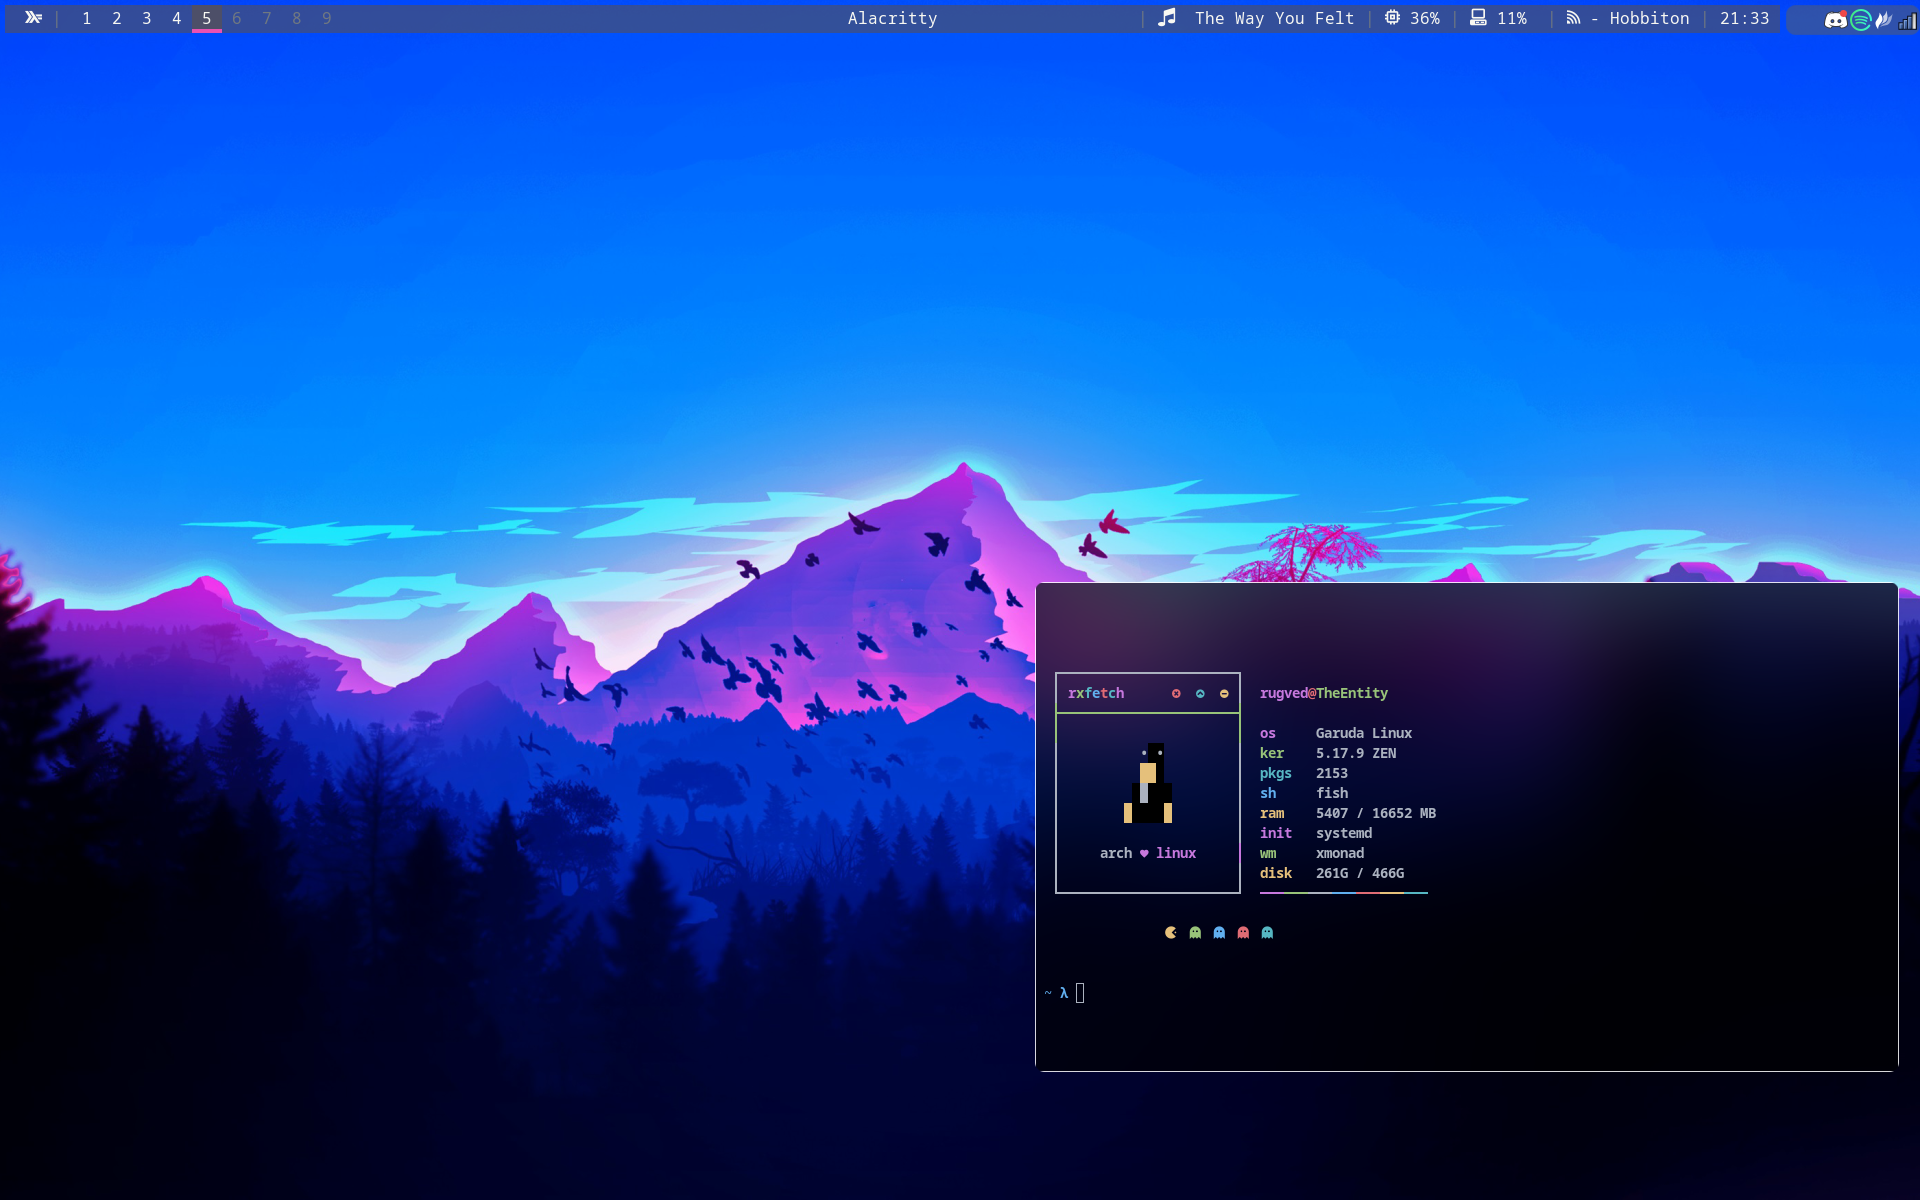 1 2 3 4 5 6 7 8 9 Alacritty The Way You Felt 36% 11% - Hobbiton 21:33
rxfetch
arch ♥ linux
rugved@TheEntity
os Garuda Linux
ker 5.17.9 ZEN
pkgs 2153
sh fish
ram 5407 / 16652 MB
init systemd
wm xmonad
disk 261G / 466G
~ λ